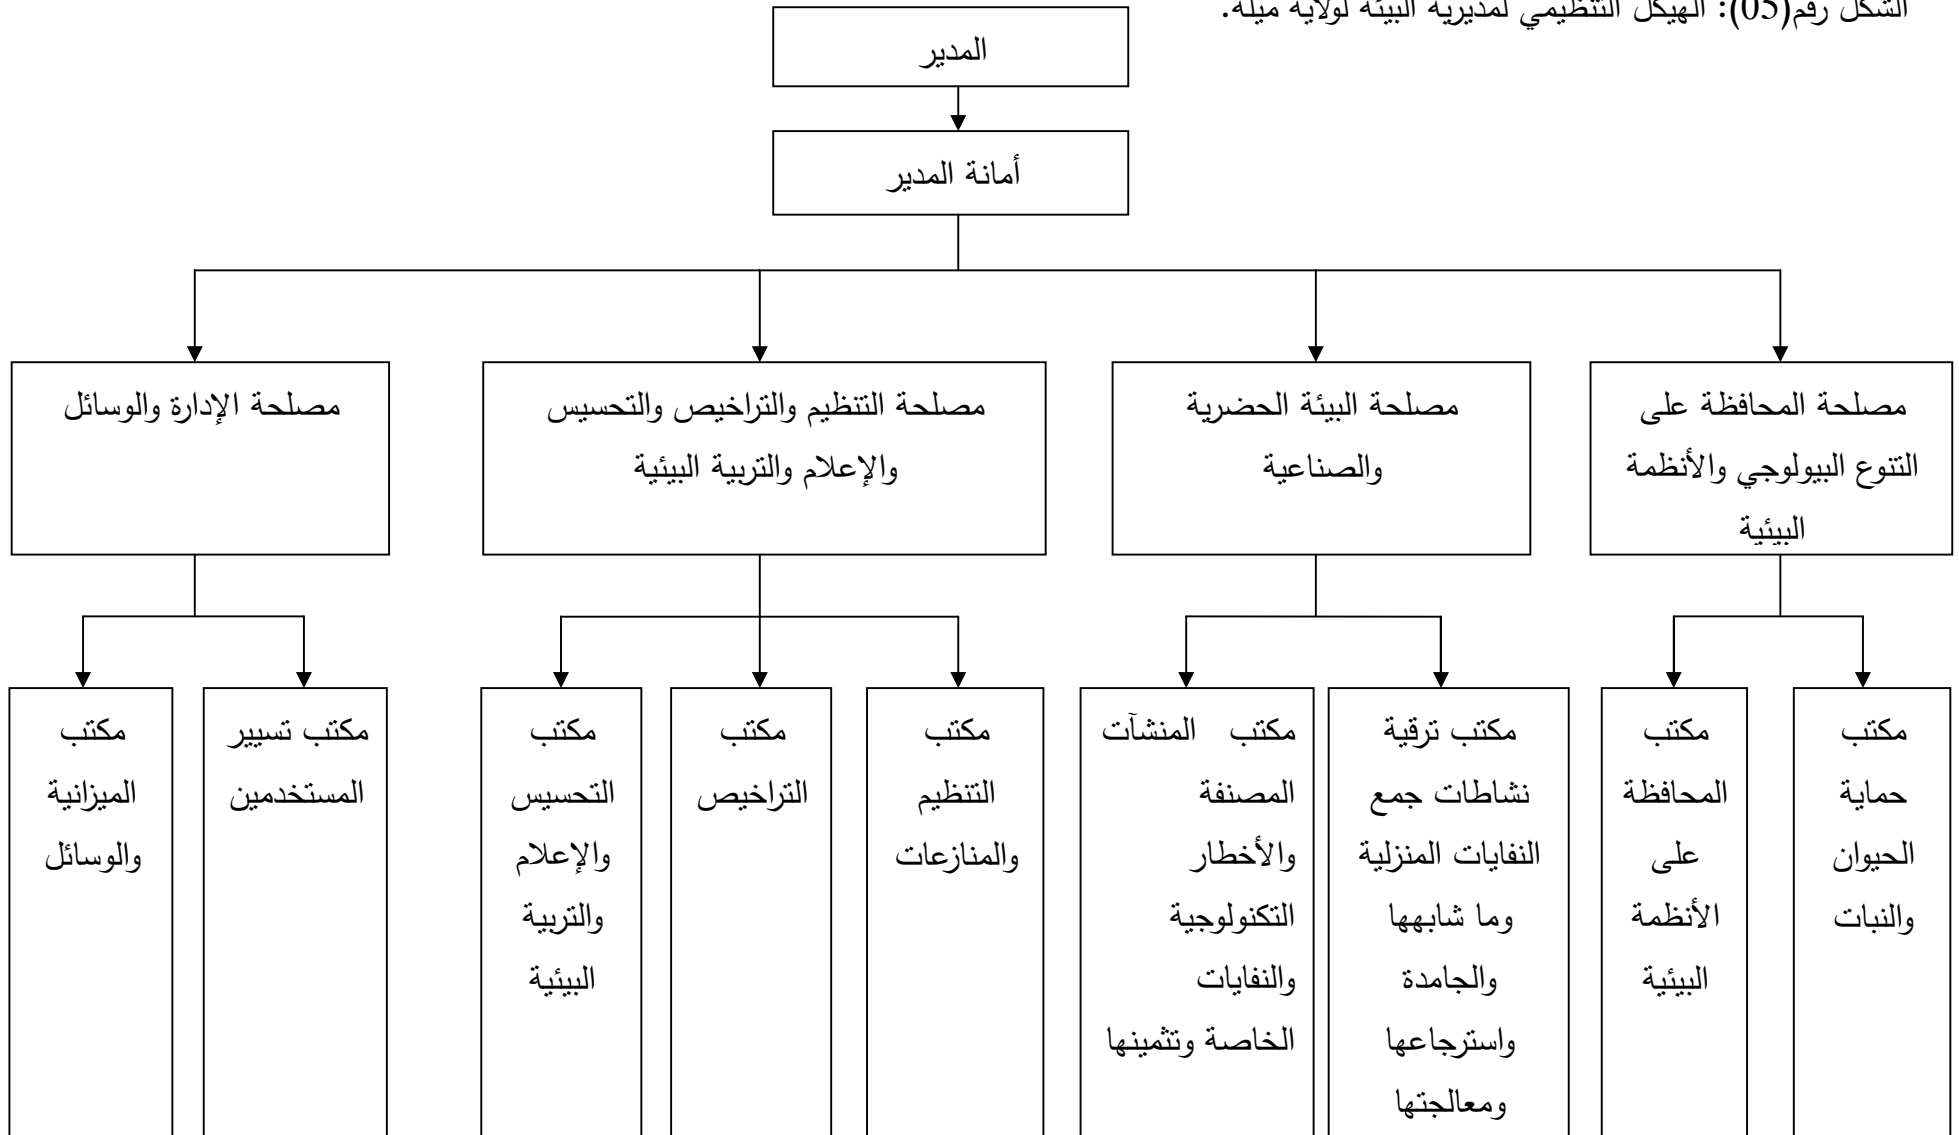 الشكل رقم(05): الهيكل التنظيمي لمديرية البيئة لولاية ميلة.
المدير
أمانة المدير
مصلحة المحافظة على
التنوع البيولوجي والأنظمة
البيئية
مصلحة البيئة الحضرية
والصناعية
مصلحة التنظيم والتراخيص والتحسيس
والإعلام والتربية البيئية
مصلحة الإدارة والوسائل
مكتب
حماية
الحيوان
والنبات
مكتب
المحافظة
على
الأنظمة
البيئية
مكتب ترقية
نشاطات جمع
النفايات المنزلية
وما شابهها
والجامدة
واسترجاعها
ومعالجتها
مكتب المنشآت
المصنفة
والأخطار
التكنولوجية
والنفايات
الخاصة وتثمينها
مكتب
التنظيم
والمنازعات
مكتب
التراخيص
مكتب
التحسيس
والإعلام
والتربية
البيئية
مكتب تسيير
المستخدمين
مكتب
الميزانية
والوسائل